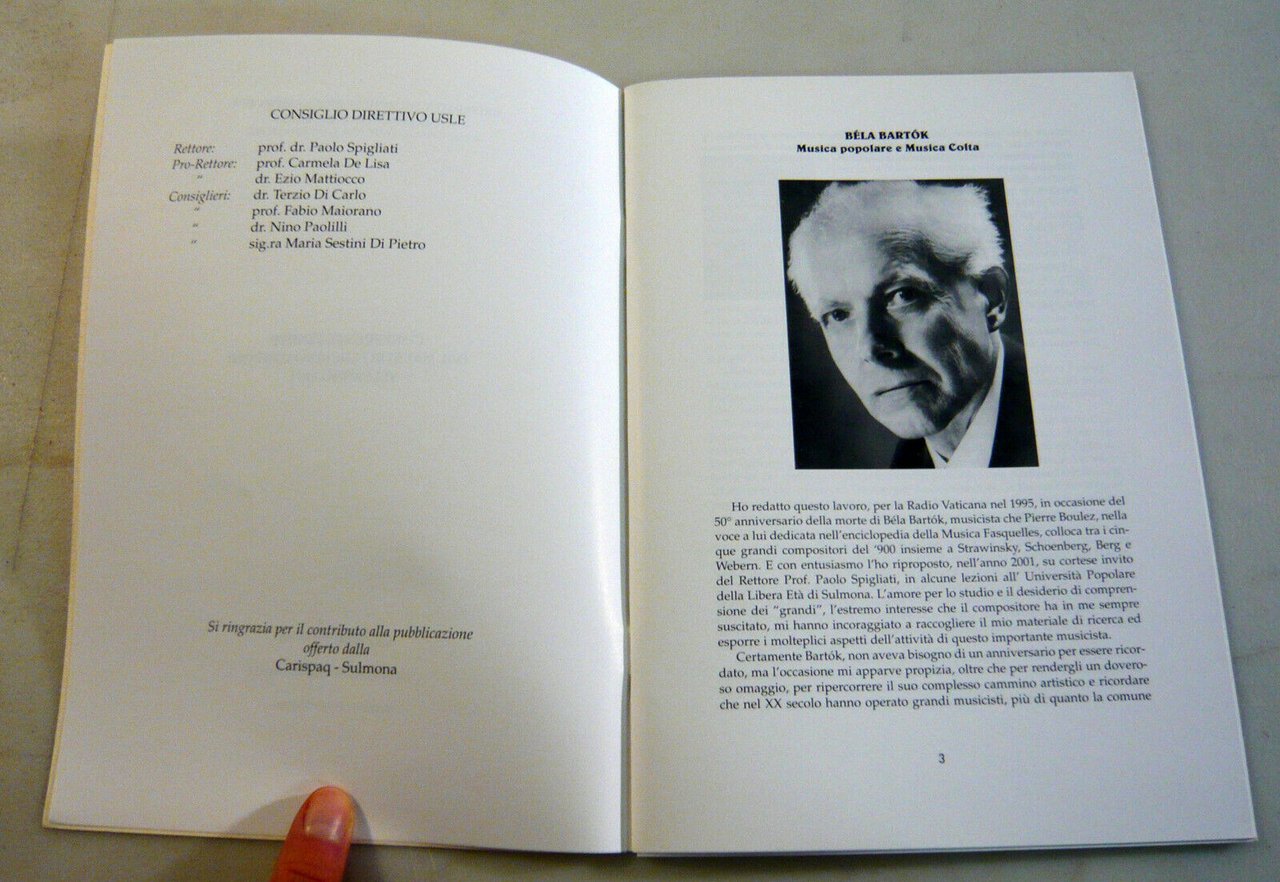 CONSIGLIO DIRETTIVO USLE
Rettore: prof. dr. Paolo Spigliati
Pro-Rettore: prof. Carmela De Lisa
“ dr. Ezio Mattiocco
Consiglieri: dr. Terzio Di Carlo
“ prof. Fabio Maiorano
“ dr. Nino Paolilli
“ sig.ra Maria Sestini Di Pietro
Si ringrazia per il contributo alla pubblicazione
offerto dalla
Carispaq - Sulmona
BÉLA BARTÓK
Musica popolare e Musica Colta
Ho redatto questo lavoro, per la Radio Vaticana nel 1995, in occasione del
50° anniversario della morte di Béla Bartók, musicista che Pierre Boulez, nella
voce a lui dedicata nell’enciclopedia della Musica Fasquelles, colloca tra i cin-
que grandi compositori del ‘900 insieme a Strawinsky, Schoenberg, Berg e
Webern. E con entusiasmo l’ho riproposto, nell’anno 2001, su cortese invito
del Rettore Prof. Paolo Spigliati, in alcune lezioni all’ Università Popolare
della Libera Età di Sulmona. L’amore per lo studio e il desiderio di compren-
sione dei “grandi”, l’estremo interesse che il compositore ha in me sempre
suscitato, mi hanno incoraggiato a raccogliere il mio materiale di ricerca ed
esporre i molteplici aspetti dell’attività di questo importante musicista.
Certamente Bartók, non aveva bisogno di un anniversario per essere ricor-
dato, ma l’occasione mi apparve propizia, oltre che per rendergli un dovero-
so omaggio, per ripercorrere il suo complesso cammino artistico e ricordare
che nel XX secolo hanno operato grandi musicisti, più di quanto la comune
3